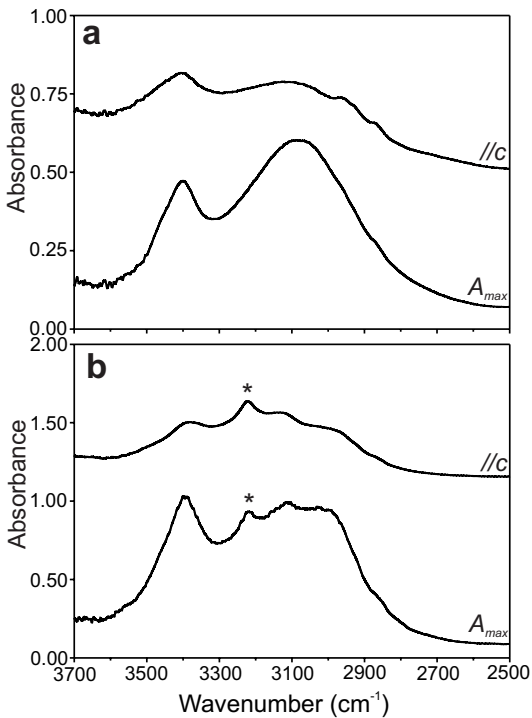 1.00
a
0.75
//c
Absorbance
0.50
0.25
A_max
0.00
2.00
b
*
1.50
//c
Absorbance
1.00
*
0.50
A_max
0.00
3700 3500 3300 3100 2900 2700 2500
Wavenumber (cm⁻¹)